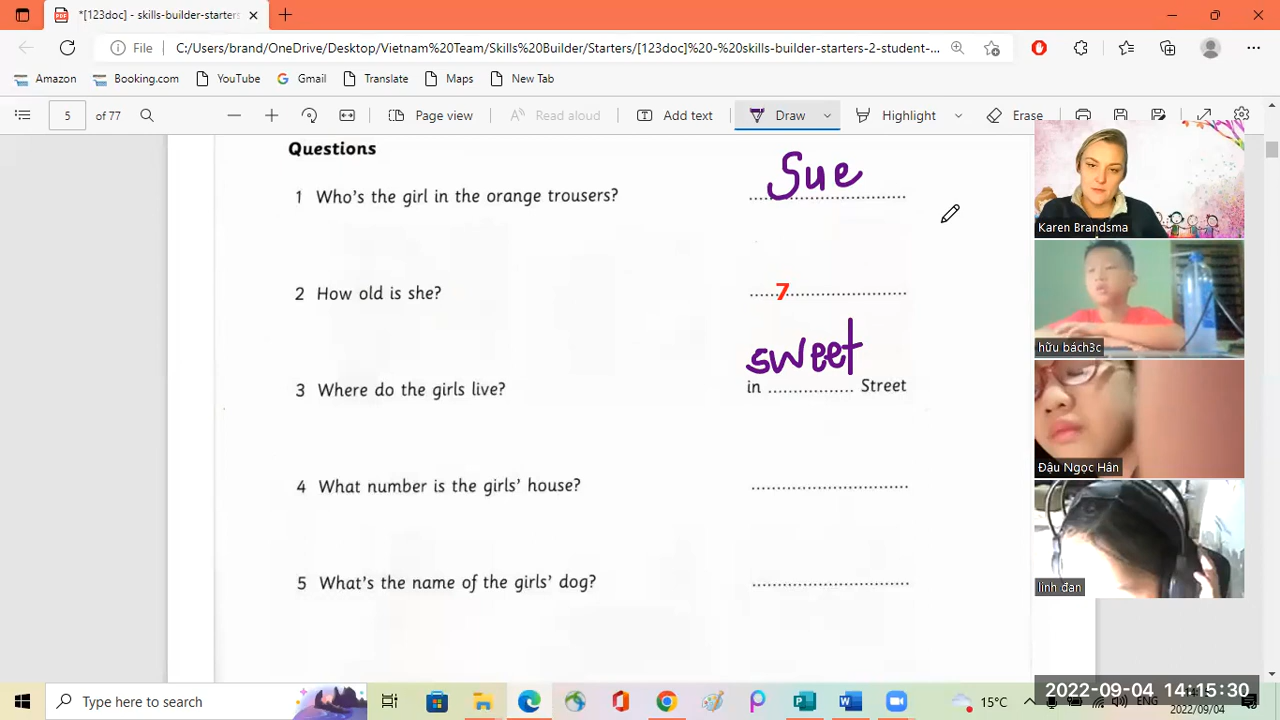 *[123doc] - skills-builder-starters
File
C:/Users/brand/OneDrive/Desktop/Vietnam%20Team/Skills%20Builder/Starters/[123doc]%20-%20skills-builder-starters-2-student-...
Amazon
Booking.com
YouTube
Gmail
Translate
Maps
New Tab
5
of 77
Page view
Read aloud
Add text
Draw
Highlight
Erase
Questions
1 Who's the girl in the orange trousers? Sue
2 How old is she? 7
sweet
3 Where do the girls live? in ................ Street
4 What number is the girls' house? ................................
5 What's the name of the girls' dog? ................................
Karen Brandsma
hữu bách3c
Đậu Ngọc Hân
linh đan
Type here to search
15°C
2022-09-04 14:15:30
2022/09/04